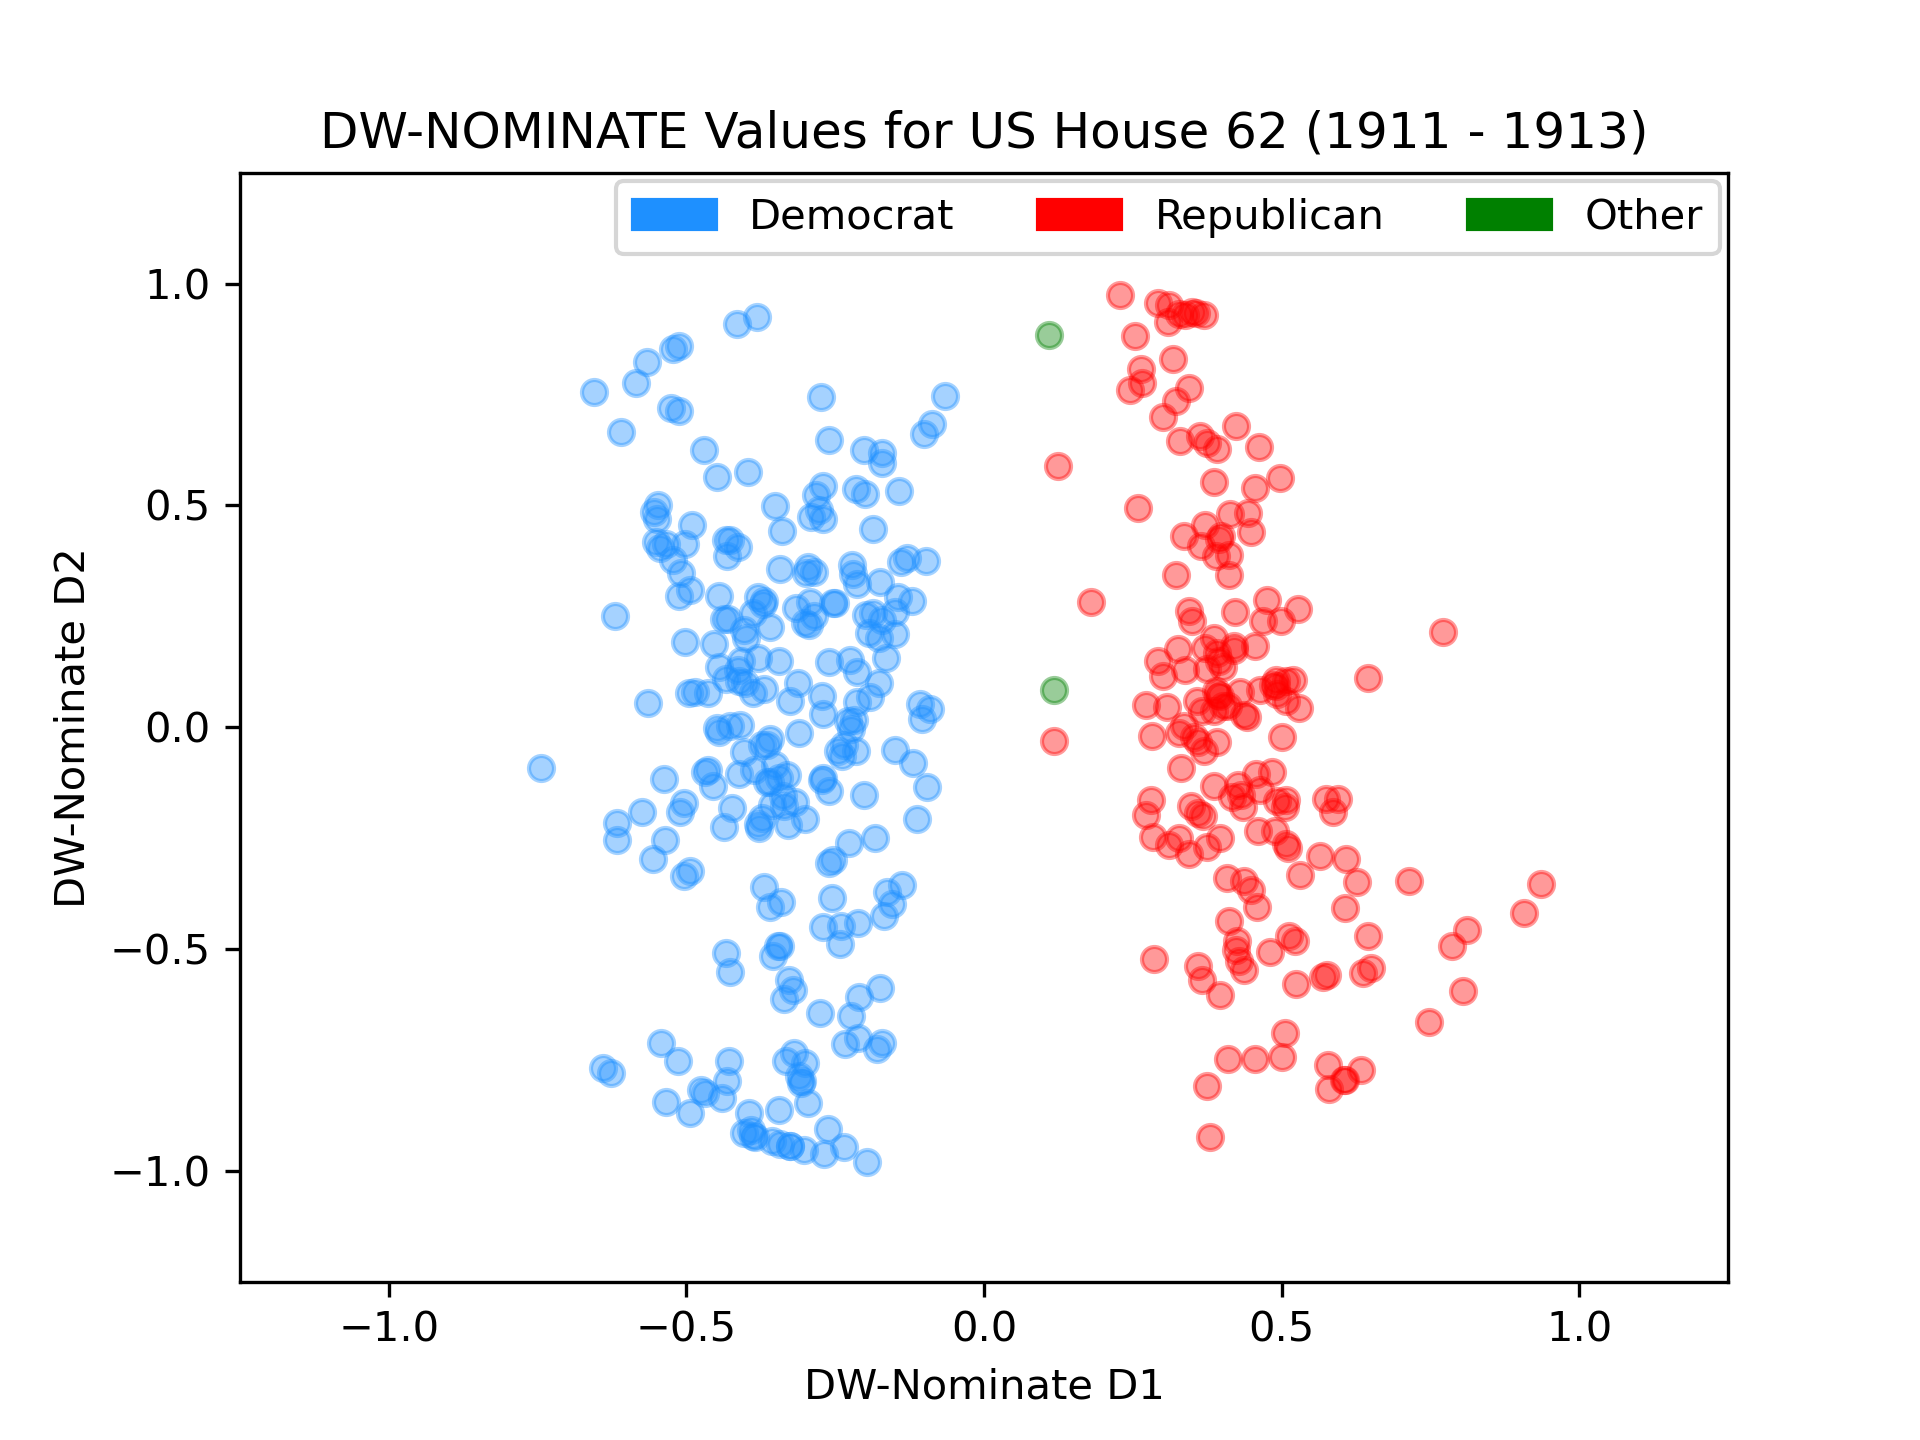 DW-NOMINATE Values for US House 62 (1911 - 1913)
Democrat Republican Other
1.0
0.5
0.0
−0.5
−1.0
DW-Nominate D2
−1.0 −0.5 0.0 0.5 1.0
DW-Nominate D1